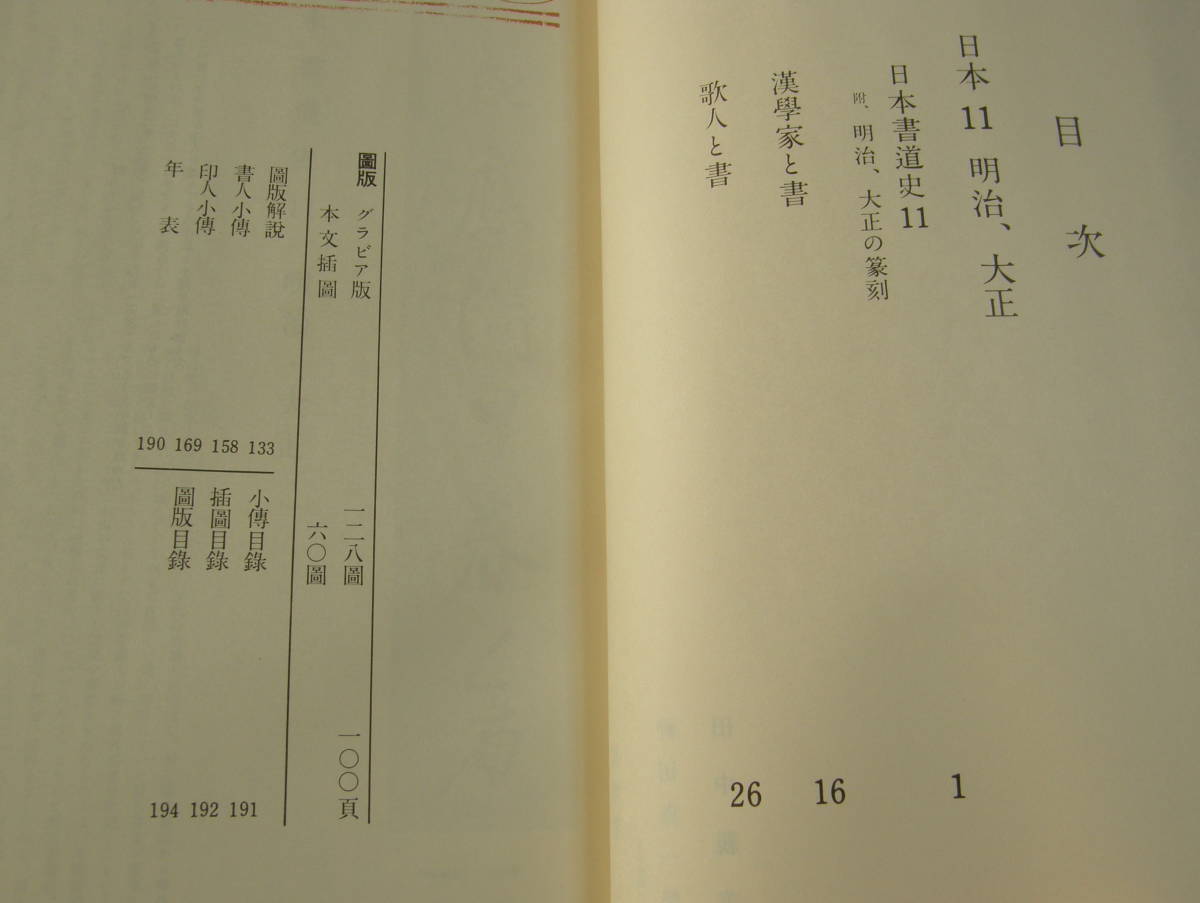 目次
日本11 明治、大正
日本書道史11 1
附、明治、大正の篆刻
漢學家と書 16
歌人と書 26
圖版 グラビア版 一二八圖 一〇〇頁
本文插圖 六〇圖
圖版解說 133
書人小傳 158
印人小傳 169
年表 190
小傳目錄 191
插圖目錄 192
圖版目錄 194